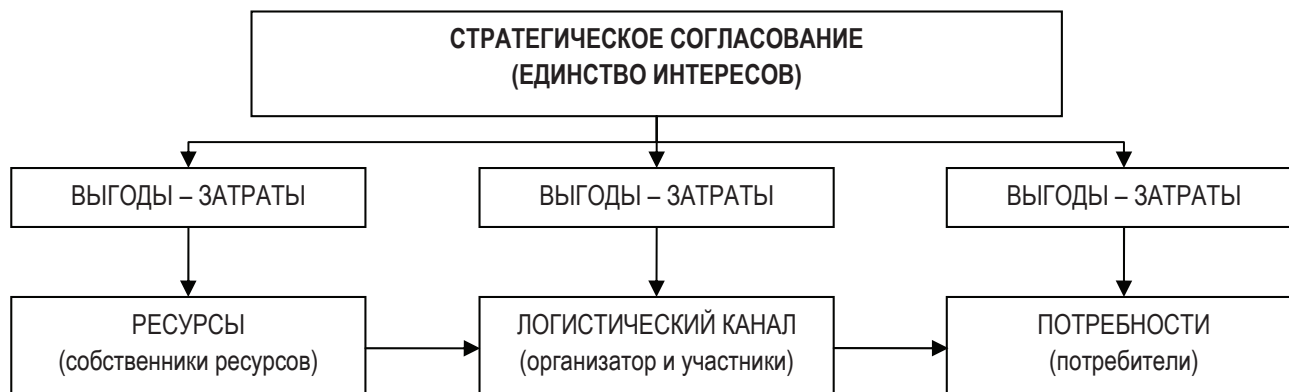 СТРАТЕГИЧЕСКОЕ СОГЛАСОВАНИЕ
(ЕДИНСТВО ИНТЕРЕСОВ)
ВЫГОДЫ – ЗАТРАТЫ
ВЫГОДЫ – ЗАТРАТЫ
ВЫГОДЫ – ЗАТРАТЫ
РЕСУРСЫ
(собственники ресурсов)
ЛОГИСТИЧЕСКИЙ КАНАЛ
(организатор и участники)
ПОТРЕБНОСТИ
(потребители)